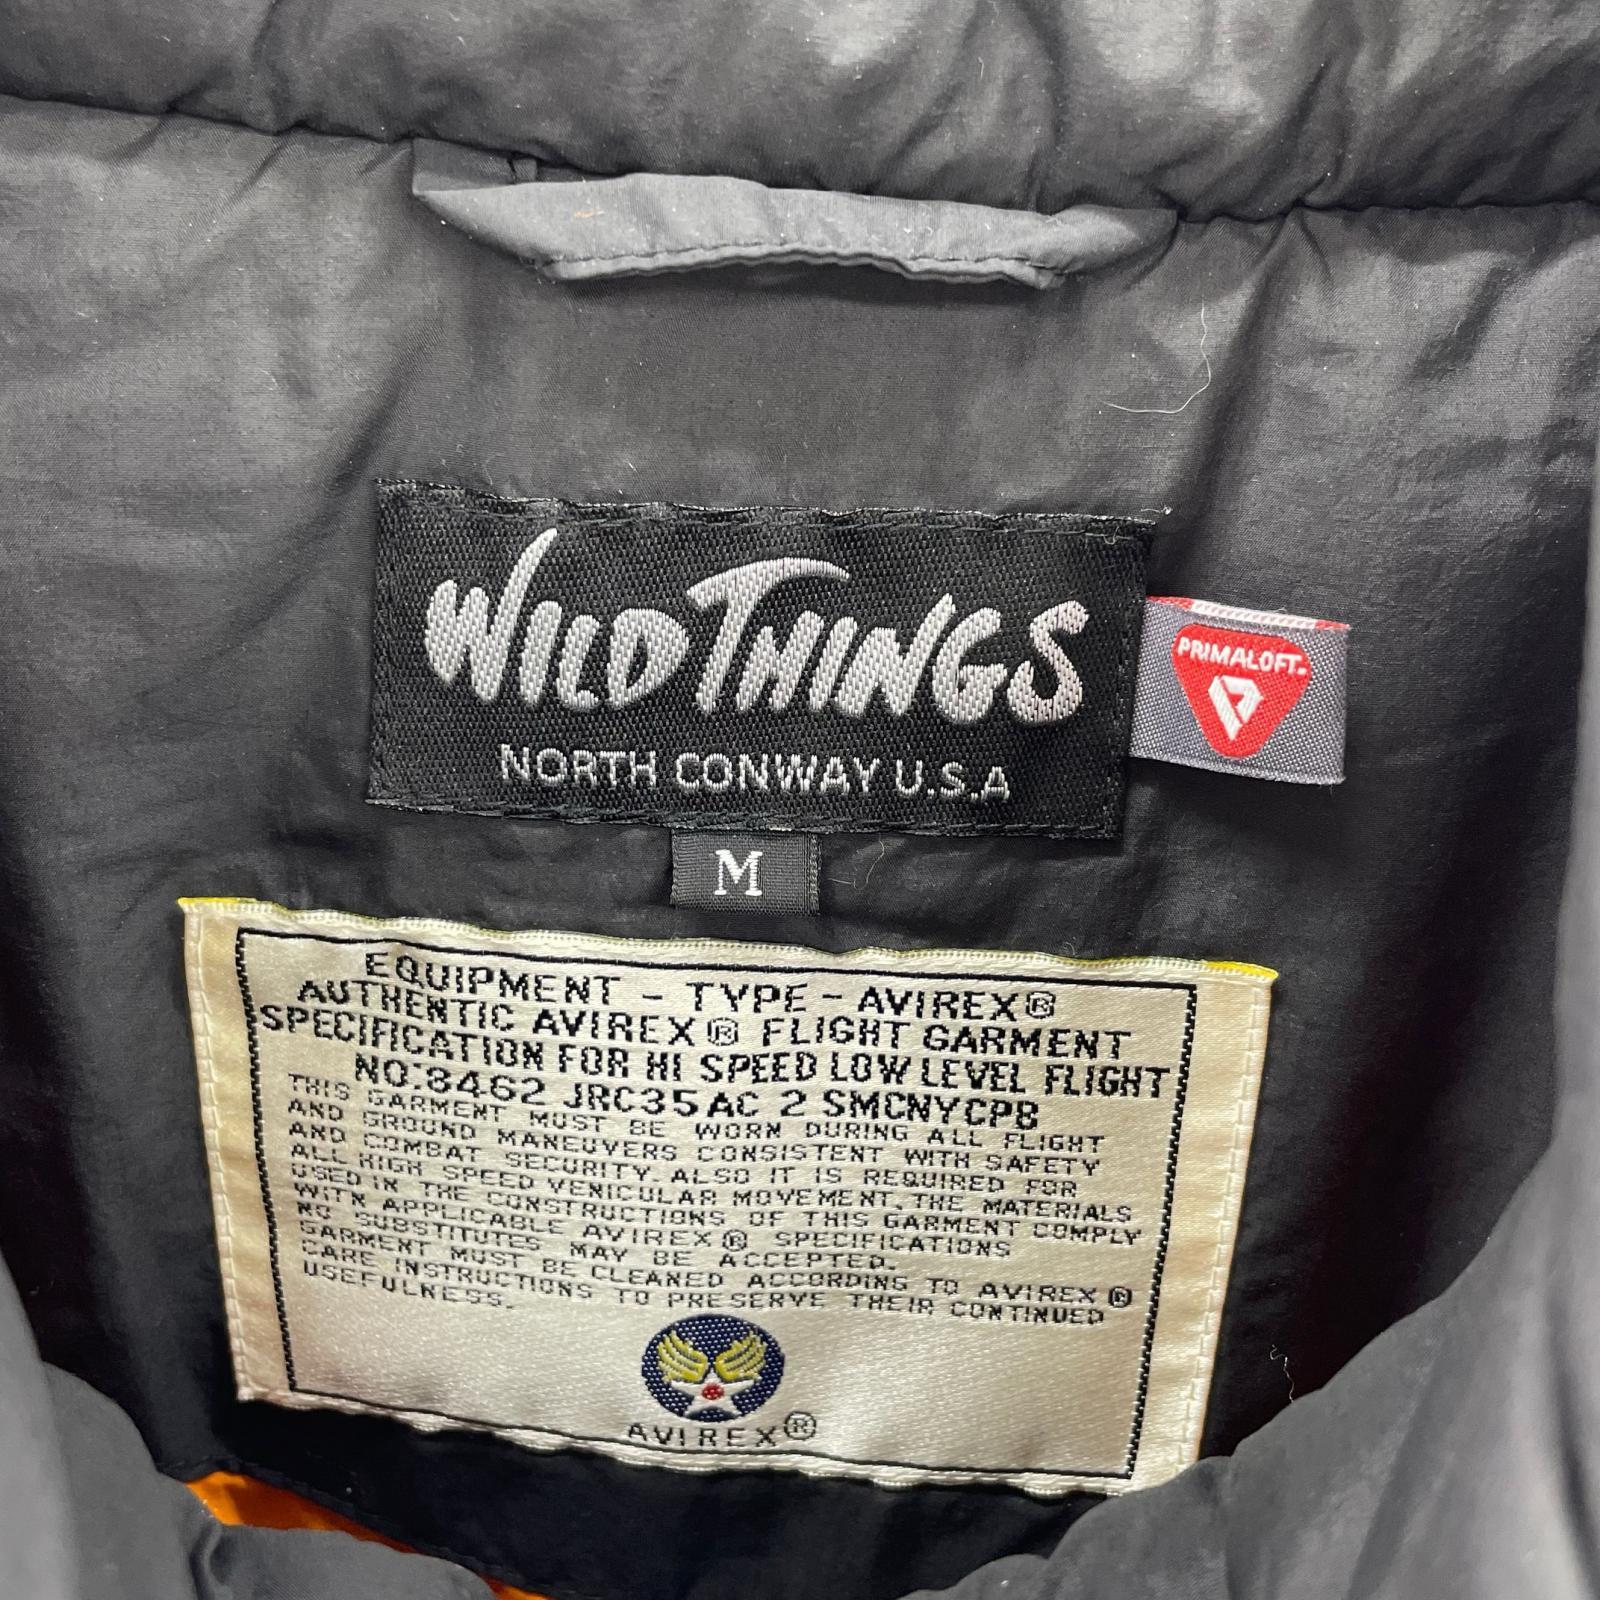 WILD THINGS
NORTH CONWAY U.S.A
PRIMALOFT.
M
EQUIPMENT - TYPE - AVIREX®
AUTHENTIC AVIREX® FLIGHT GARMENT
SPECIFICATION FOR HI SPEED LOW LEVEL FLIGHT
NO:8462 JRC35AC 2 SMCNYCPB
THIS GARMENT MUST BE WORN DURING ALL FLIGHT
AND GROUND MANEUVERS CONSISTENT WITH SAFETY
AND COMBAT SECURITY. ALSO IT IS REQUIRED FOR
ALL HIGH SPEED VEHICULAR MOVEMENT. THE MATERIALS
USED IN THE CONSTRUCTIONS OF THIS GARMENT COMPLY
WITH APPLICABLE AVIREX® SPECIFICATIONS
NO SUBSTITUTES MAY BE ACCEPTED.
GARMENT MUST BE CLEANED ACCORDING TO AVIREX®
CARE INSTRUCTIONS TO PRESERVE THEIR CONTINUED
USEFULNESS.
AVIREX®